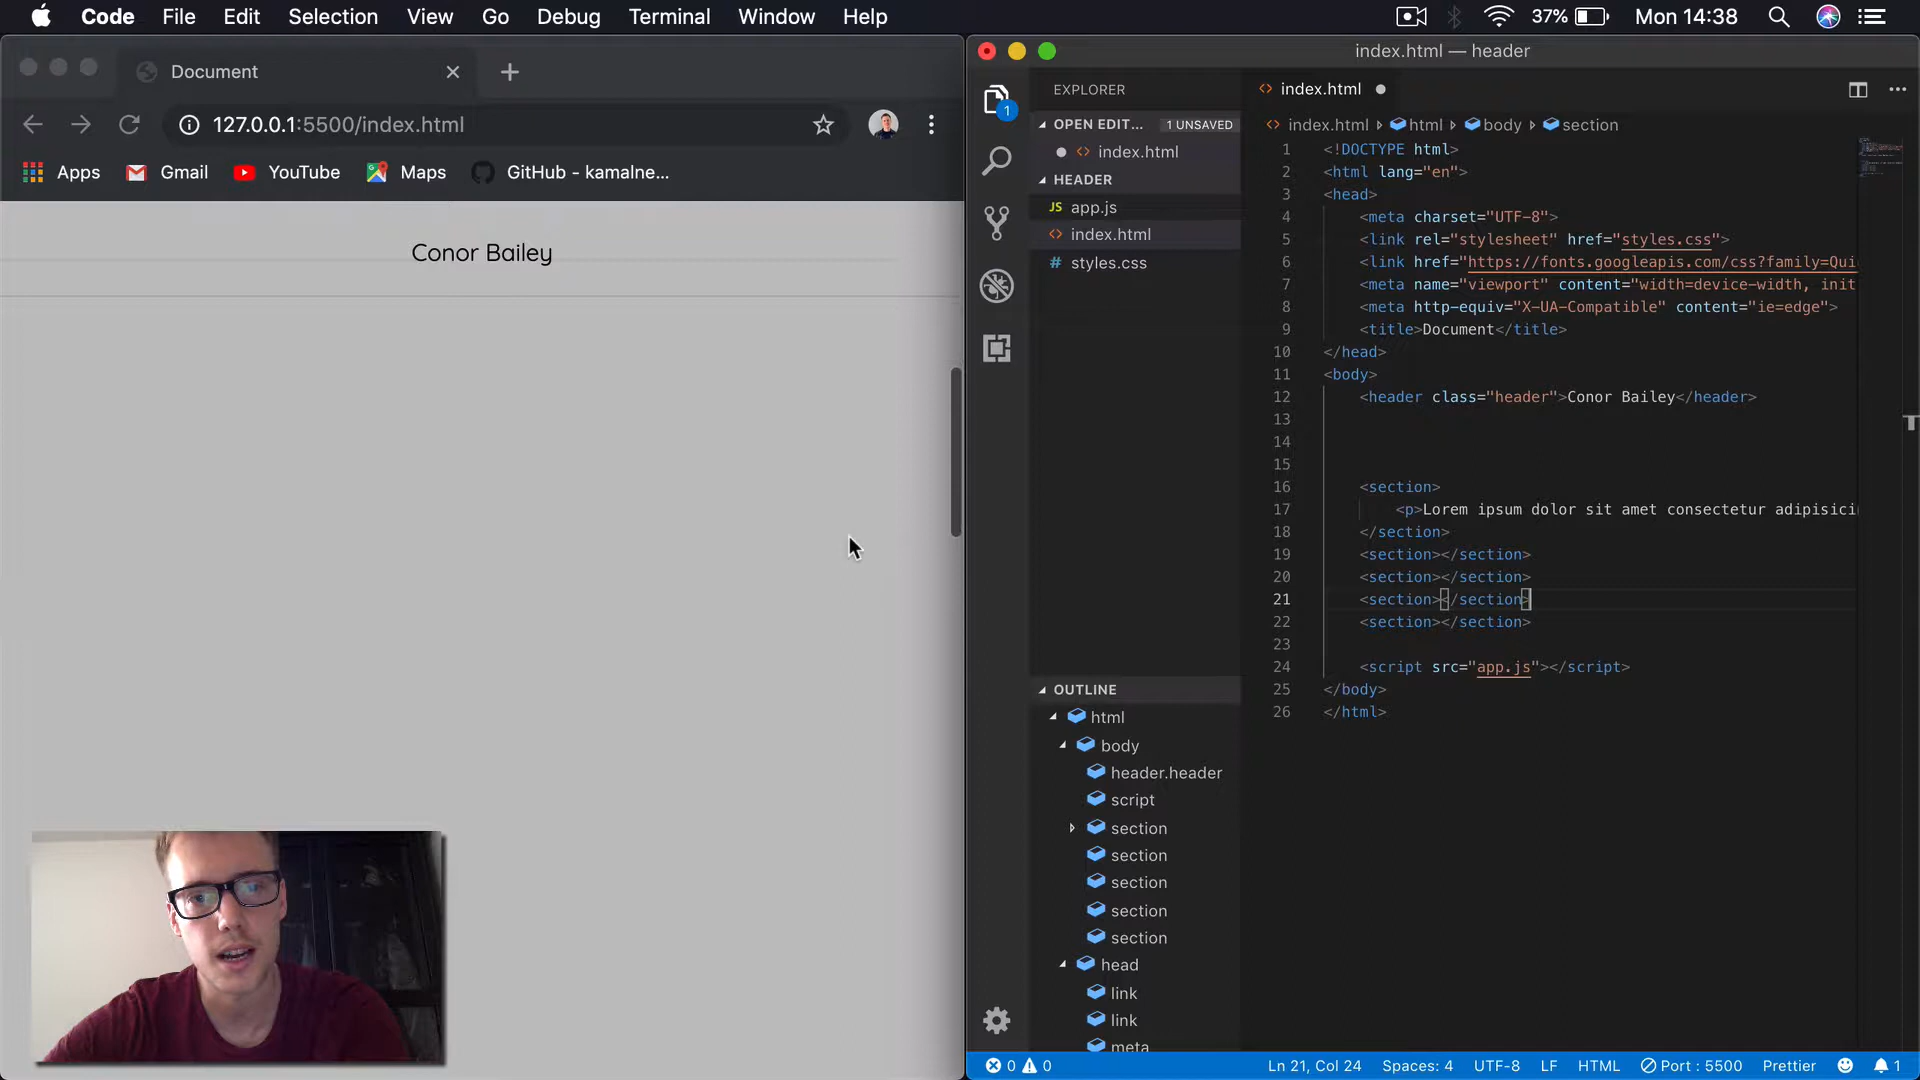 Code File Edit Selection View Go Debug Terminal Window Help 37% Mon 14:38
Document
127.0.0.1:5500/index.html
Apps Gmail YouTube Maps GitHub - kamalne...
Conor Bailey
index.html — header
EXPLORER
1
OPEN EDIT... 1 UNSAVED
index.html
HEADER
JS app.js
index.html
# styles.css
OUTLINE
html
body
header.header
script
section
section
section
section
section
head
link
link
meta
index.html
index.html html body section
1 <!DOCTYPE html>
2 <html lang="en">
3 <head>
4 <meta charset="UTF-8">
5 <link rel="stylesheet" href="styles.css">
6 <link href="https://fonts.googleapis.com/css?family=Qui
7 <meta name="viewport" content="width=device-width, init
8 <meta http-equiv="X-UA-Compatible" content="ie=edge">
9 <title>Document</title>
10 </head>
11 <body>
12 <header class="header">Conor Bailey</header>
13
14
15
16 <section>
17 <p>Lorem ipsum dolor sit amet consectetur adipisici
18 </section>
19 <section></section>
20 <section></section>
21 <section></section>
22 <section></section>
23
24 <script src="app.js"></script>
25 </body>
26 </html>
0 0 Ln 21, Col 24 Spaces: 4 UTF-8 LF HTML Port : 5500 Prettier 1